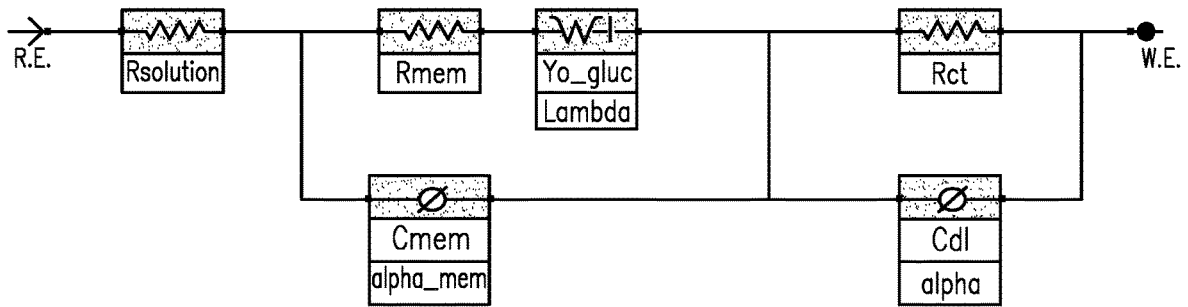 R.E.
Rsolution
Rmem
Yo_gluc
Lambda
Rct
W.E.
Cmem
alpha_mem
Cdl
alpha